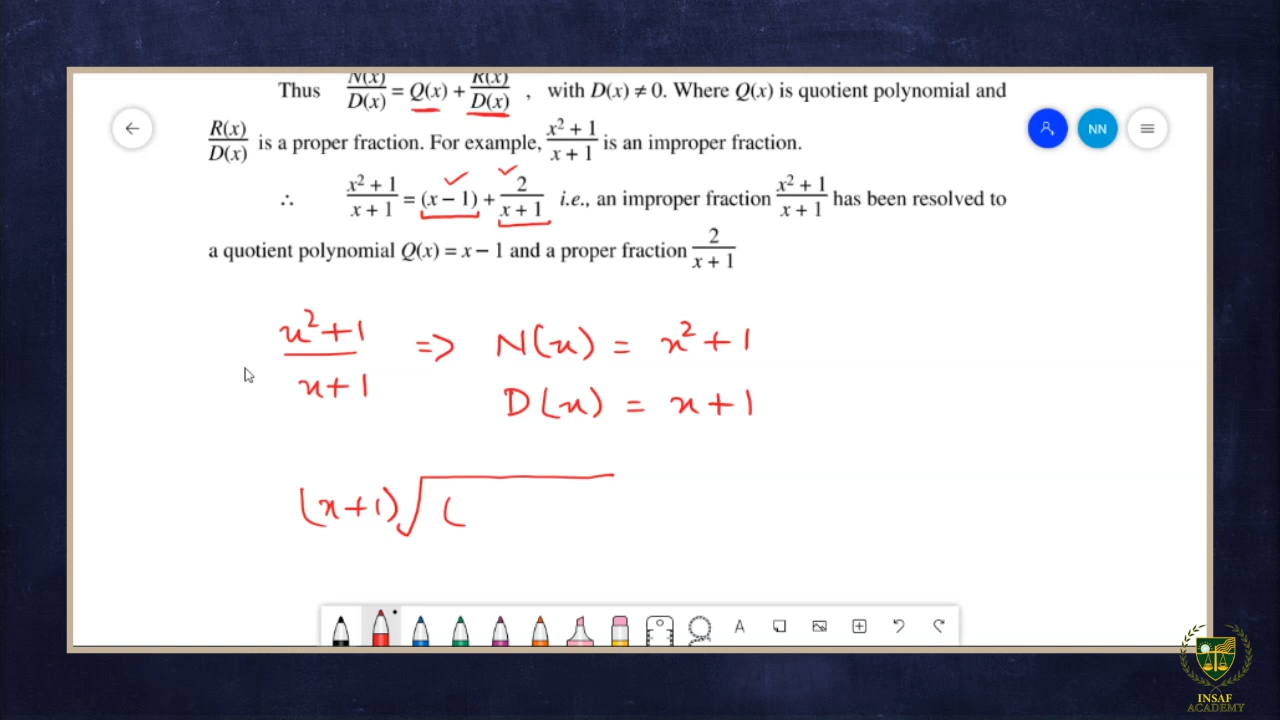 Thus N(x)/D(x) = Q(x) + R(x)/D(x) , with D(x) ≠ 0. Where Q(x) is quotient polynomial and
R(x)/D(x) is a proper fraction. For example, x² + 1/x + 1 is an improper fraction.
∴ x² + 1/x + 1 = (x – 1) + 2/x + 1 i.e., an improper fraction x² + 1/x + 1 has been resolved to
a quotient polynomial Q(x) = x – 1 and a proper fraction 2/x + 1
x²+1/x+1 => N(x) = x² + 1
D(x) = x + 1
(x+1)√(
NN
A
INSAF
ACADEMY